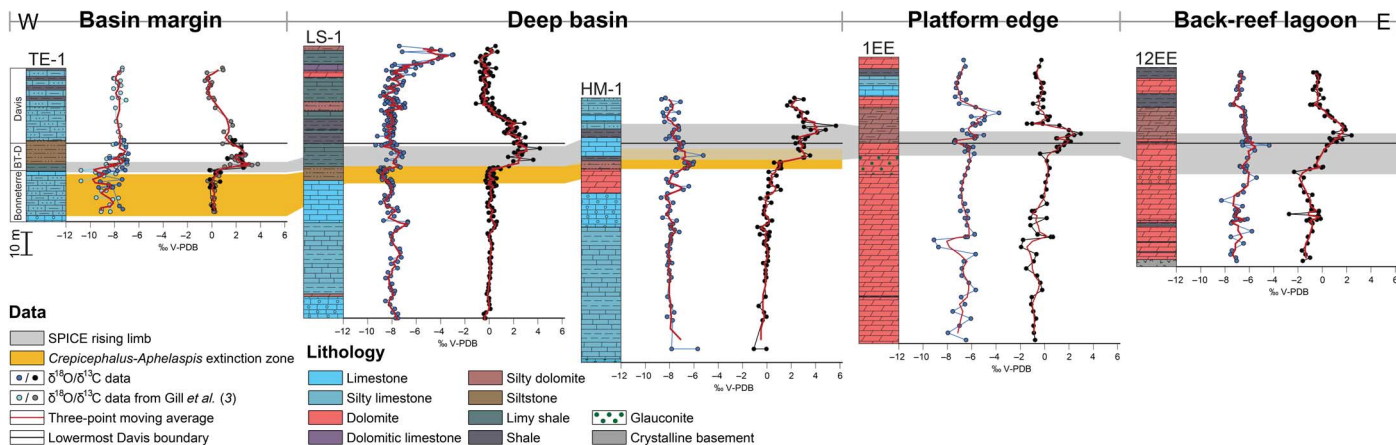 W Basin margin Deep basin Platform edge Back-reef lagoon E
TE-1
LS-1
HM-1
1EE
12EE
Davis
BT-D
Bonneterre
10 m
−12 −10 −8 −6 −4 −2 0 2 4 6
‰ V-PDB
−12 −10 −8 −6 −4 −2 0 2 4 6
‰ V-PDB
−12 −10 −8 −6 −4 −2 0 2 4 6
‰ V-PDB
−12 −10 −8 −6 −4 −2 0 2 4 6
‰ V-PDB
−12 −10 −8 −6 −4 −2 0 2 4 6
‰ V-PDB
Data
SPICE rising limb
Crepicephalus-Aphelaspis extinction zone
δ18O/δ13C data
δ18O/δ13C data from Gill et al. (3)
Three-point moving average
Lowermost Davis boundary
Lithology
Limestone
Silty limestone
Dolomite
Dolomitic limestone
Silty dolomite
Siltstone
Limy shale
Shale
Glauconite
Crystalline basement